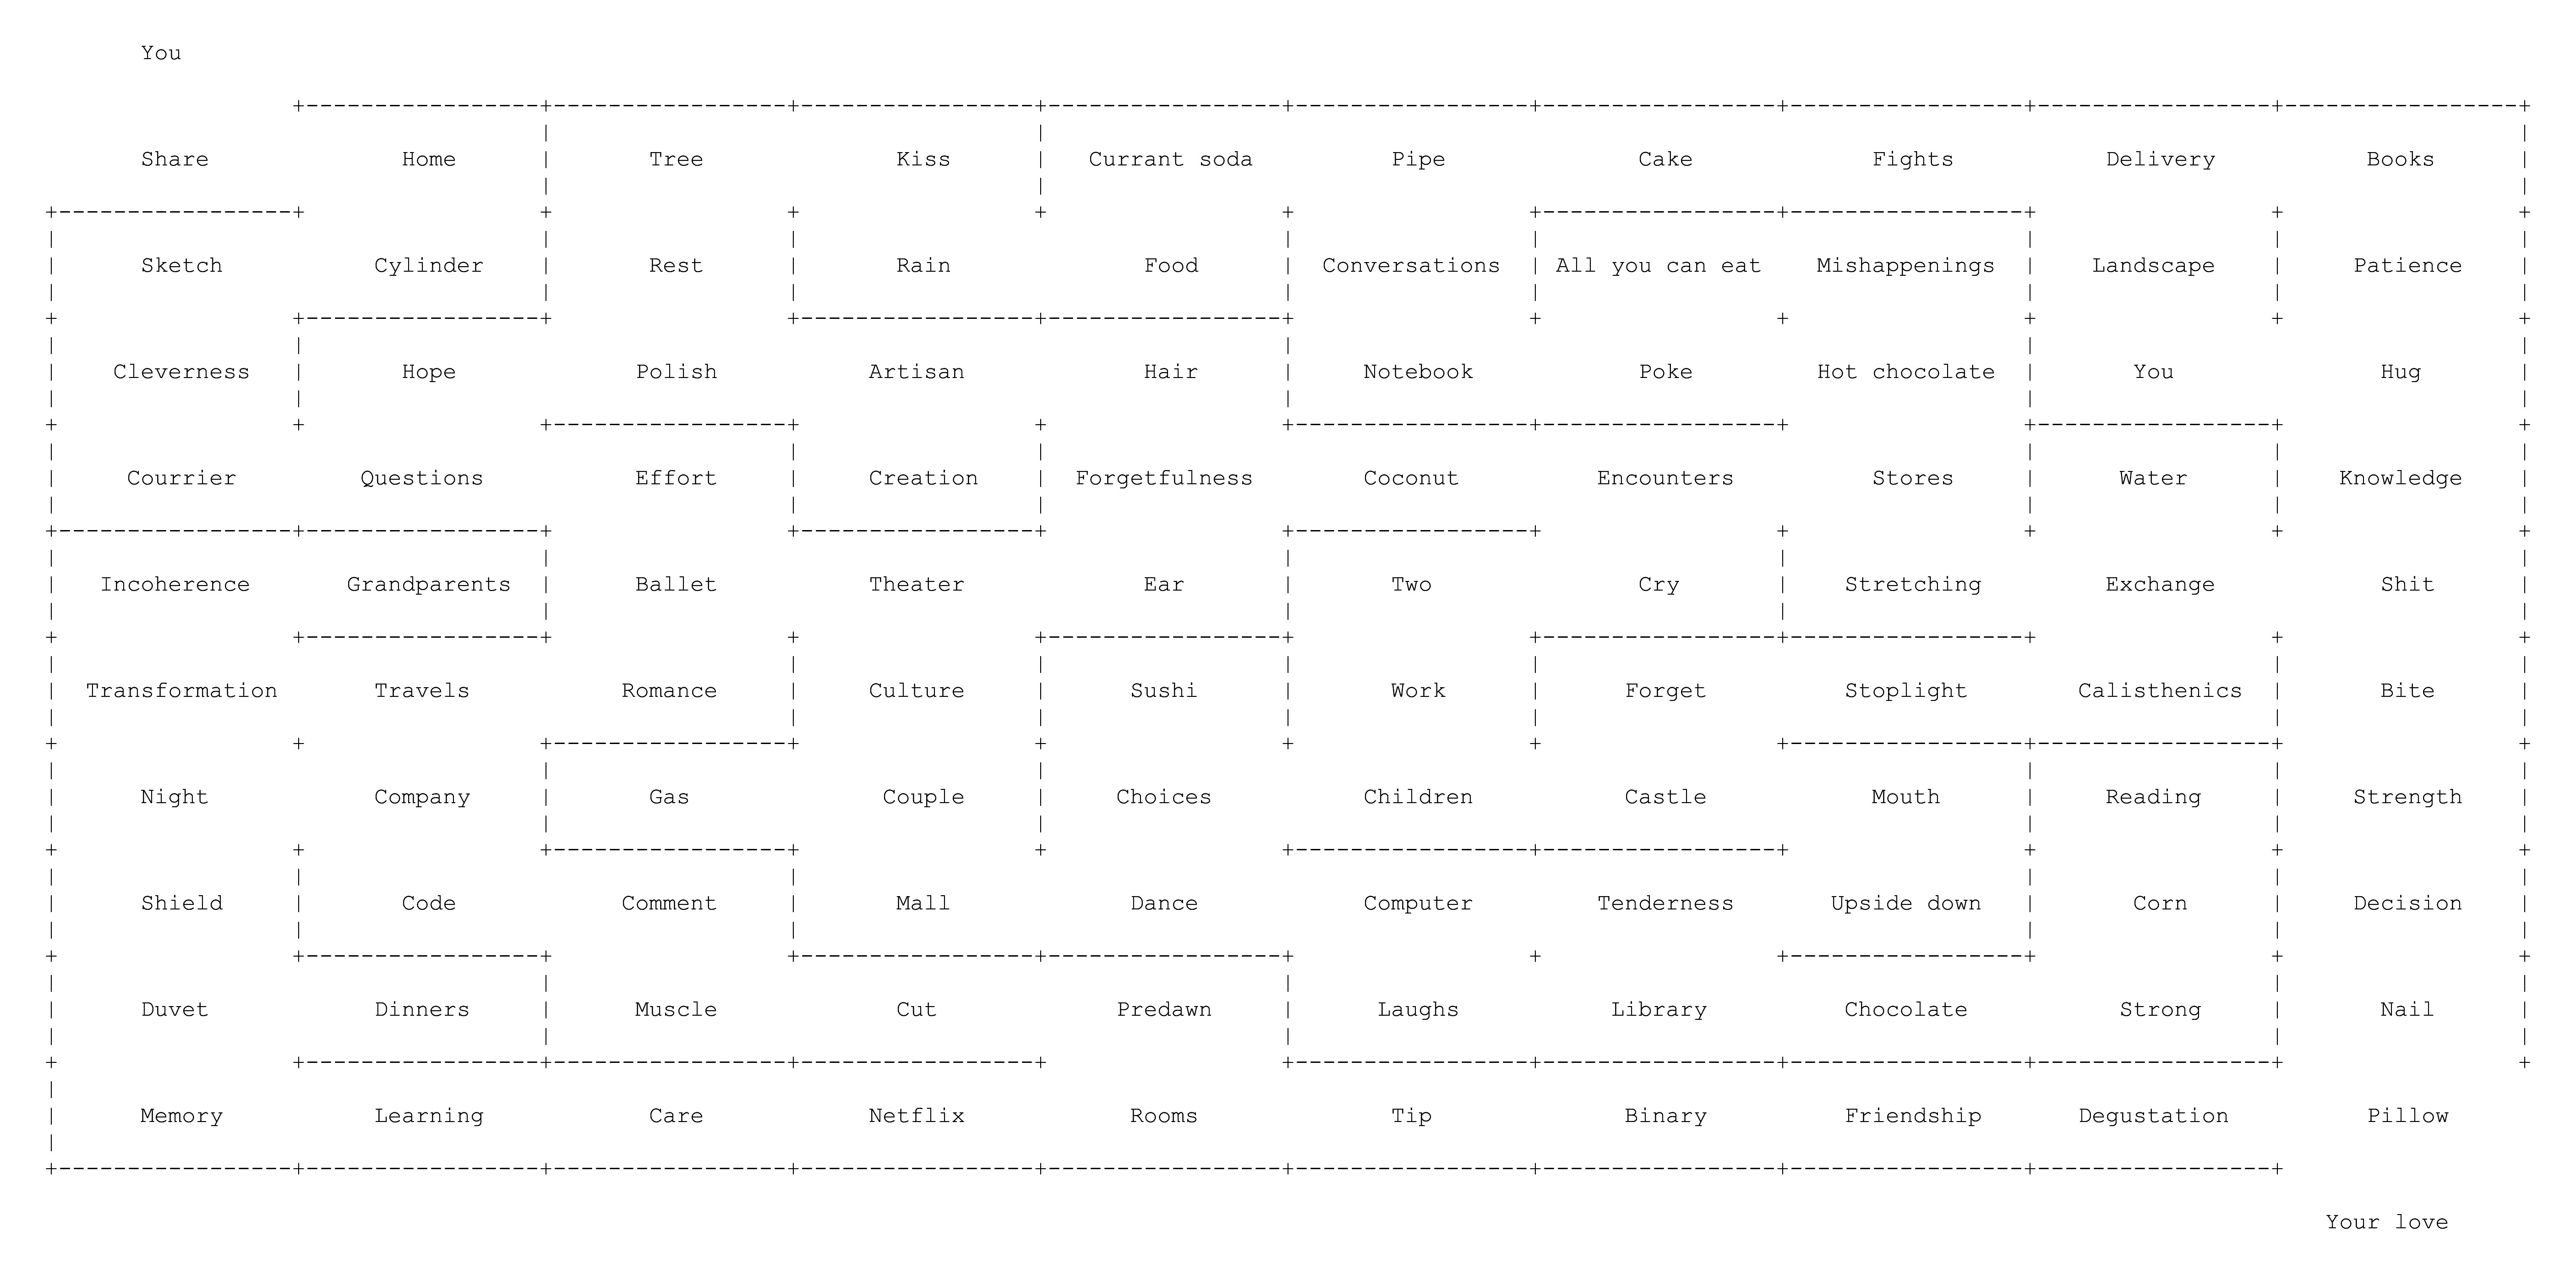 You
Share Home Tree Kiss Currant soda Pipe Cake Fights Delivery Books
Sketch Cylinder Rest Rain Food Conversations All you can eat Mishappenings Landscape Patience
Cleverness Hope Polish Artisan Hair Notebook Poke Hot chocolate You Hug
Courrier Questions Effort Creation Forgetfulness Coconut Encounters Stores Water Knowledge
Incoherence Grandparents Ballet Theater Ear Two Cry Stretching Exchange Shit
Transformation Travels Romance Culture Sushi Work Forget Stoplight Calisthenics Bite
Night Company Gas Couple Choices Children Castle Mouth Reading Strength
Shield Code Comment Mall Dance Computer Tenderness Upside down Corn Decision
Duvet Dinners Muscle Cut Predawn Laughs Library Chocolate Strong Nail
Memory Learning Care Netflix Rooms Tip Binary Friendship Degustation Pillow
Your love